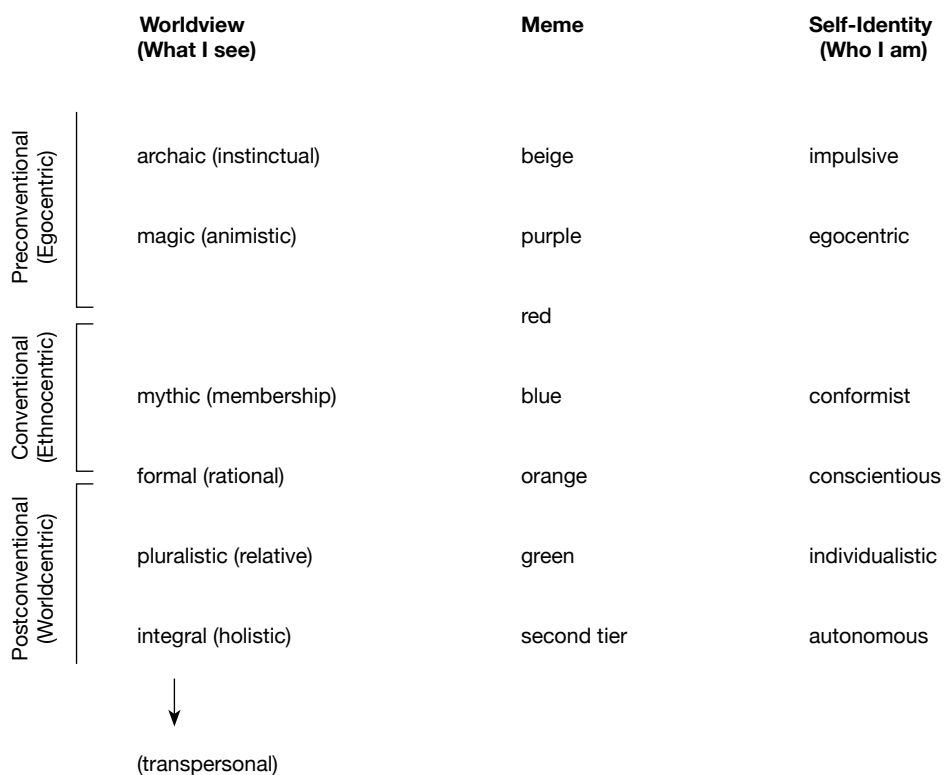 Worldview Meme Self-Identity
(What I see) (Who I am)
Preconventional
(Egocentric)
archaic (instinctual) beige impulsive
magic (animistic) purple egocentric
red
Conventional
(Ethnocentric)
mythic (membership) blue conformist
formal (rational) orange conscientious
Postconventional
(Worldcentric)
pluralistic (relative) green individualistic
integral (holistic) second tier autonomous
(transpersonal)